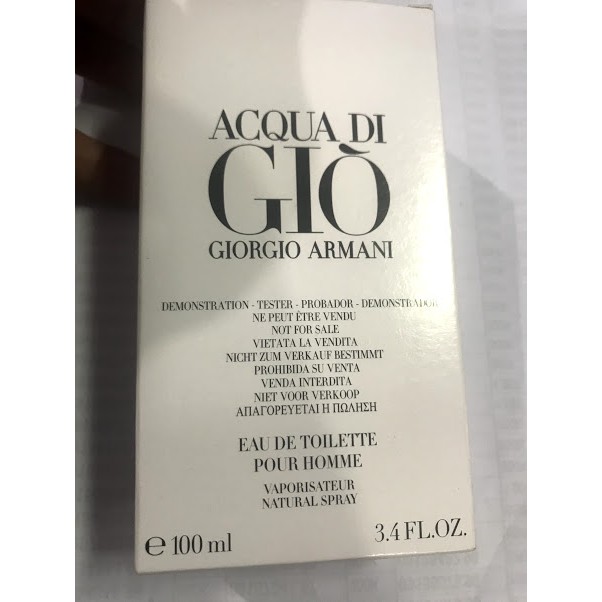 ACQUA DI
GIÒ
GIORGIO ARMANI
DEMONSTRATION - TESTER - PROBADOR - DEMONSTRADOR
NE PEUT ÊTRE VENDU
NOT FOR SALE
VIETATA LA VENDITA
NICHT ZUM VERKAUF BESTIMMT
PROHIBIDA SU VENTA
VENDA INTERDITA
NIET VOOR VERKOOP
ΑΠΑΓΟΡΕΥΕΤΑΙ Η ΠΩΛΗΣΗ
EAU DE TOILETTE
POUR HOMME
VAPORISATEUR
NATURAL SPRAY
℮ 100 ml 3.4 FL.OZ.